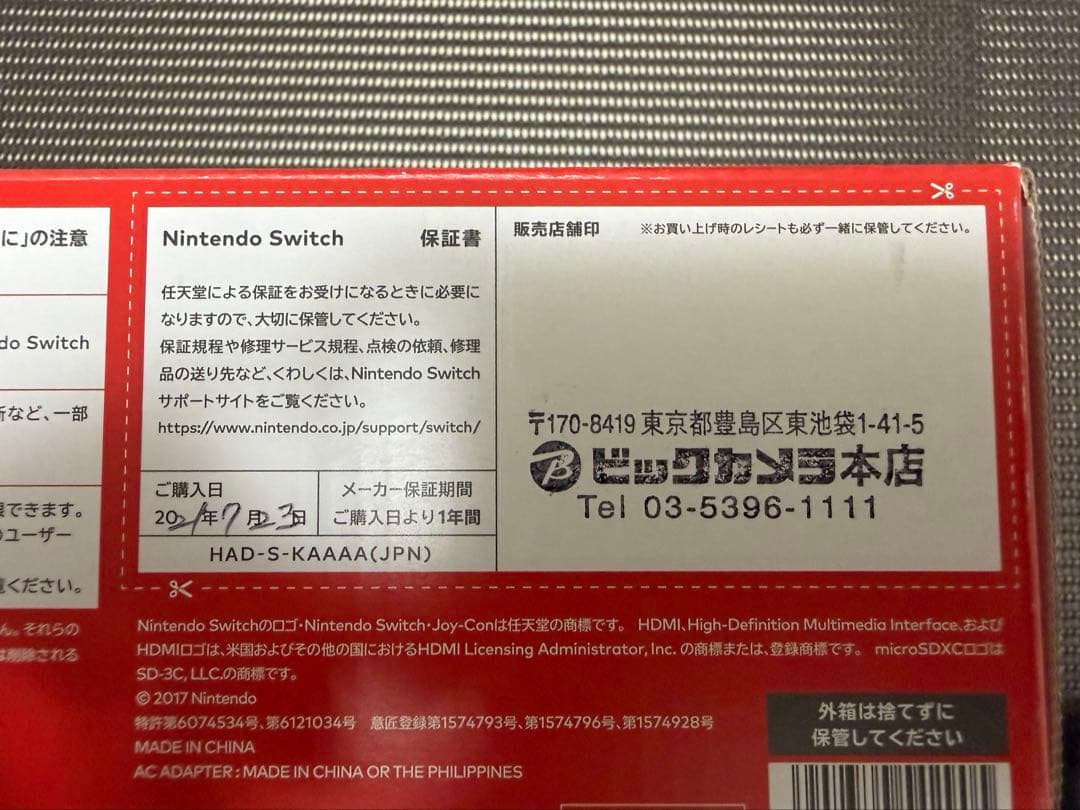 に」の注意
do Switch
など、一部
できます。
ユーザー
ください。
ん。それらの
は削除される
Nintendo Switch 保証書
任天堂による保証をお受けになるときに必要に
なりますので、大切に保管してください。
保証規程や修理サービス規程、点検の依頼、修理
品の送り先など、くわしくは、Nintendo Switch
サポートサイトをご覧ください。
https://www.nintendo.co.jp/support/switch/
ご購入日
2021年7月23日
メーカー保証期間
ご購入日より1年間
HAD-S-KAAAA(JPN)
販売店舗印 ※お買い上げ時のレシートも必ず一緒に保管してください。
〒170-8419 東京都豊島区東池袋1-41-5
ビックカメラ本店
Tel 03-5396-1111
Nintendo Switchのロゴ・Nintendo Switch・Joy-Conは任天堂の商標です。 HDMI、High-Definition Multimedia Interface、および
HDMIロゴは、米国およびその他の国におけるHDMI Licensing Administrator, Inc. の商標または、登録商標です。 microSDXCロゴは
SD-3C, LLC.の商標です。
© 2017 Nintendo
特許第6074534号、第6121034号 意匠登録第1574793号、第1574796号、第1574928号
MADE IN CHINA
AC ADAPTER : MADE IN CHINA OR THE PHILIPPINES
外箱は捨てずに
保管してください